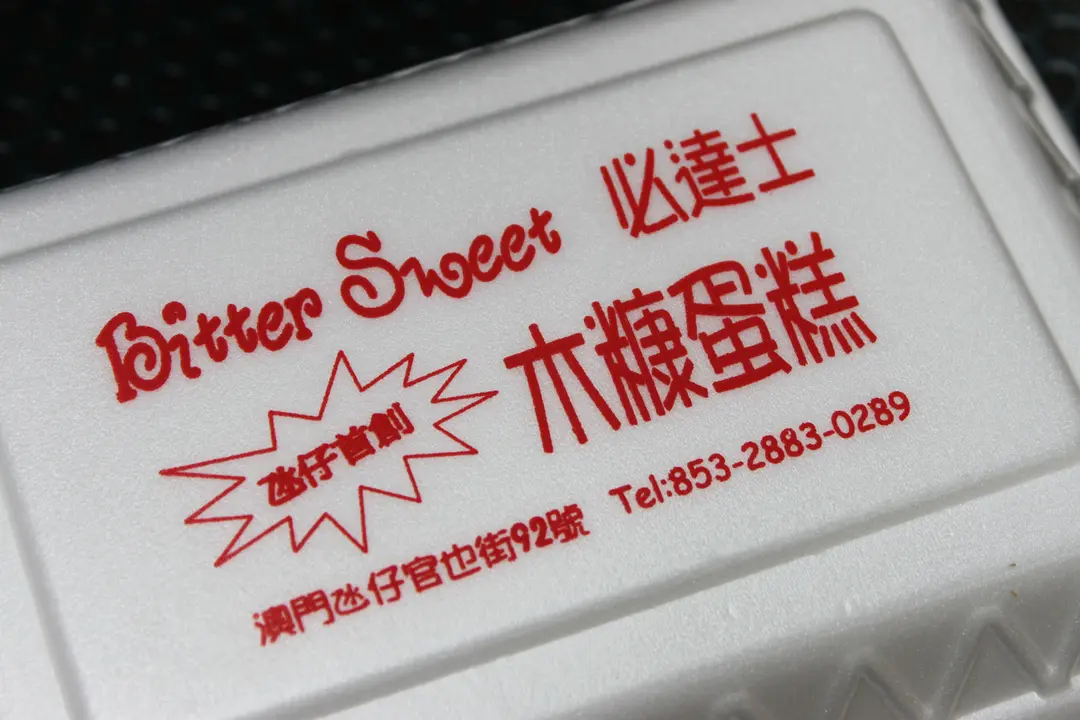 Bitter Sweet 必達士
木糠蛋糕
氹仔首創
Tel:853-2883-0289
澳門氹仔官也街92號